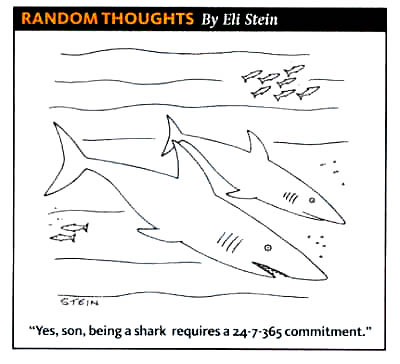 RANDOM THOUGHTS By Eli Stein
STEIN
"Yes, son, being a shark requires a 24-7-365 commitment."